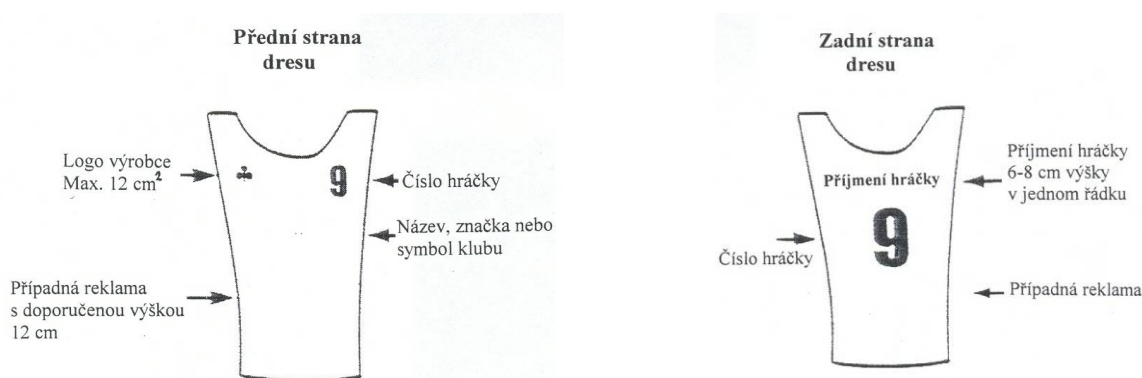 Přední strana
dresu
Logo výrobce
Max. 12 cm²
9
Číslo hráčky
Název, značka nebo
symbol klubu
Případná reklama
s doporučenou výškou
12 cm
Zadní strana
dresu
Příjmení hráčky
9
Příjmení hráčky
6-8 cm výšky
v jednom řádku
Číslo hráčky
Případná reklama